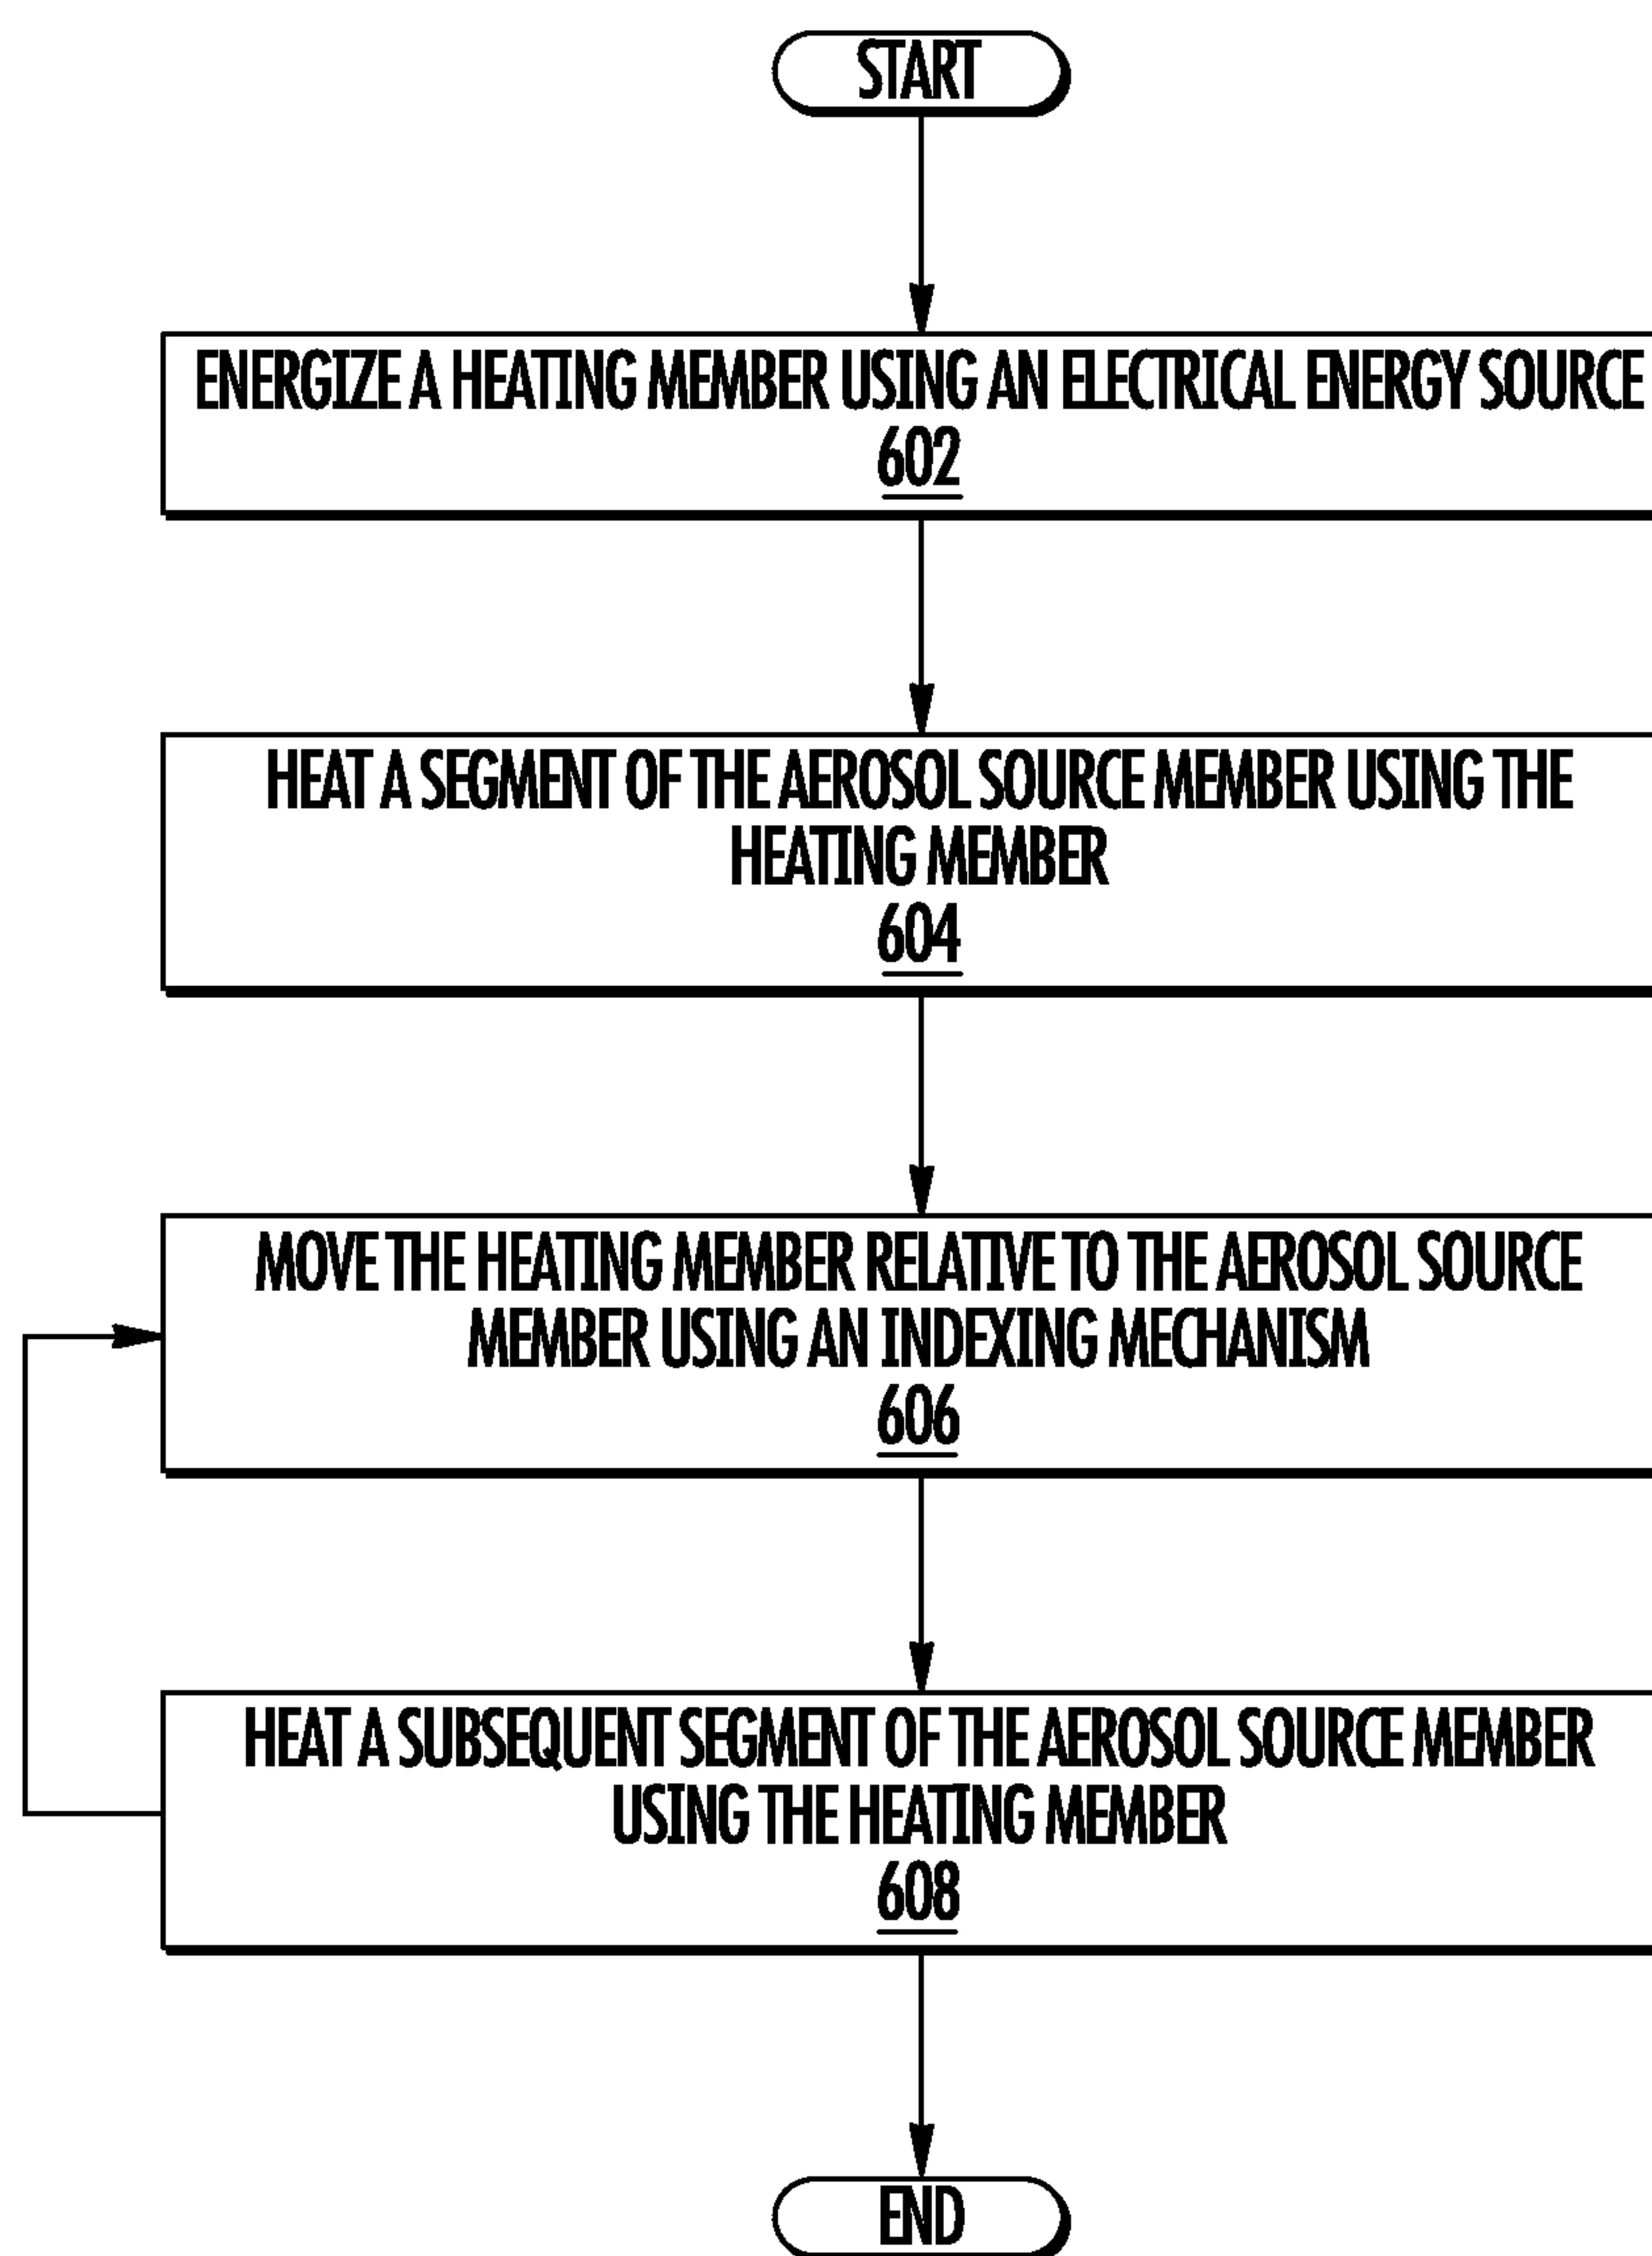 START
ENERGIZE A HEATING MEMBER USING AN ELECTRICAL ENERGY SOURCE
602
HEAT A SEGMENT OF THE AEROSOL SOURCE MEMBER USING THE
HEATING MEMBER
604
MOVE THE HEATING MEMBER RELATIVE TO THE AEROSOL SOURCE
MEMBER USING AN INDEXING MECHANISM
606
HEAT A SUBSEQUENT SEGMENT OF THE AEROSOL SOURCE MEMBER
USING THE HEATING MEMBER
608
END